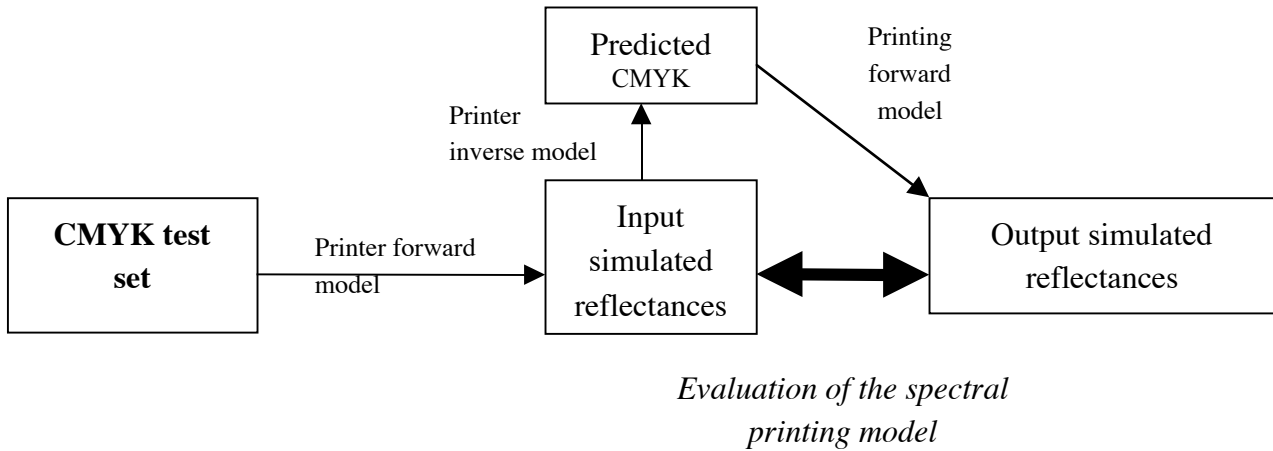 Predicted
CMYK
Printing
forward
model
Printer
inverse model
CMYK test
set
Printer forward
model
Input
simulated
reflectances
Output simulated
reflectances
Evaluation of the spectral
printing model